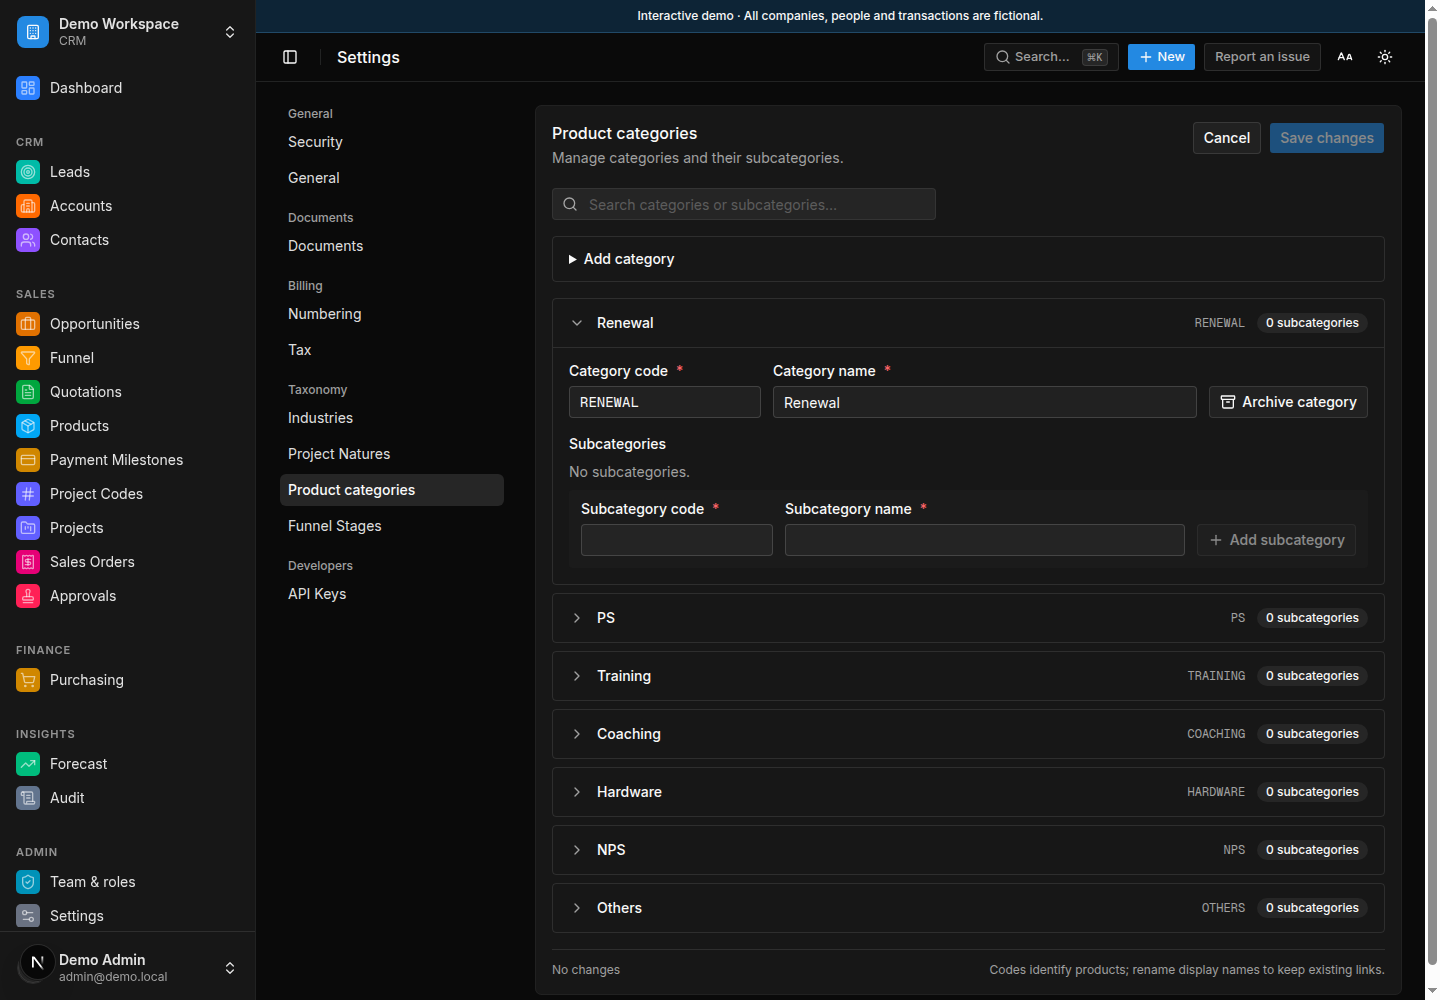 Interactive demo · All companies, people and transactions are fictional.
Demo Workspace
CRM
Dashboard
CRM
Leads
Accounts
Contacts
SALES
Opportunities
Funnel
Quotations
Products
Payment Milestones
Project Codes
Projects
Sales Orders
Approvals
FINANCE
Purchasing
INSIGHTS
Forecast
Audit
ADMIN
Team & roles
Settings
N
Demo Admin
admin@demo.local
Settings
Search... ⌘K
New
Report an issue
AA
General
Security
General
Documents
Documents
Billing
Numbering
Tax
Taxonomy
Industries
Project Natures
Product categories
Funnel Stages
Developers
API Keys
Product categories
Manage categories and their subcategories.
Cancel
Save changes
Search categories or subcategories...
Add category
Renewal RENEWAL 0 subcategories
Category code * Category name *
RENEWAL Renewal Archive category
Subcategories
No subcategories.
Subcategory code * Subcategory name *
Add subcategory
PS PS 0 subcategories
Training TRAINING 0 subcategories
Coaching COACHING 0 subcategories
Hardware HARDWARE 0 subcategories
NPS NPS 0 subcategories
Others OTHERS 0 subcategories
No changes Codes identify products; rename display names to keep existing links.